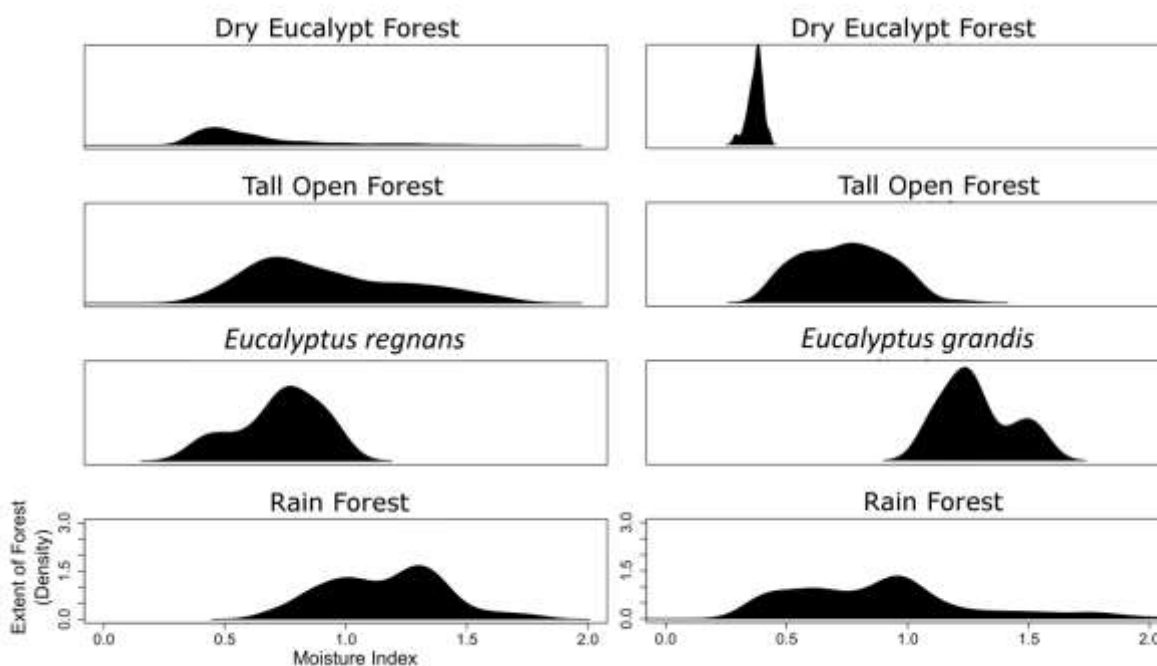 Dry Eucalypt Forest
Dry Eucalypt Forest
Tall Open Forest
Tall Open Forest
Eucalyptus regnans
Eucalyptus grandis
Rain Forest
Rain Forest
Extent of Forest
(Density)
3.0
1.5
0.0
3.0
1.5
0.0
0.0 0.5 1.0 1.5 2.0
0.0 0.5 1.0 1.5 2.0
Moisture Index